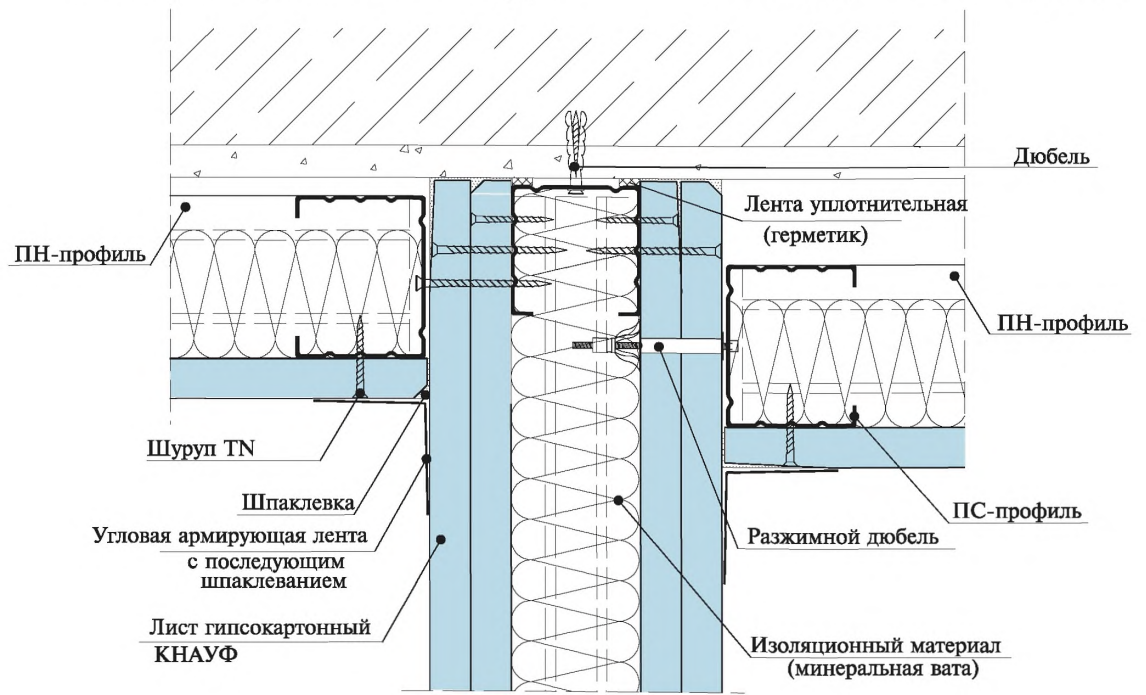 Дюбель
Лента уплотнительная
(герметик)
ПН-профиль
ПН-профиль
Шуруп TN
Шпаклевка
ПС-профиль
Угловая армирующая лента
с последующим
шпаклеванием
Разжимной дюбель
Лист гипсокартонный
КНАУФ
Изоляционный материал
(минеральная вата)